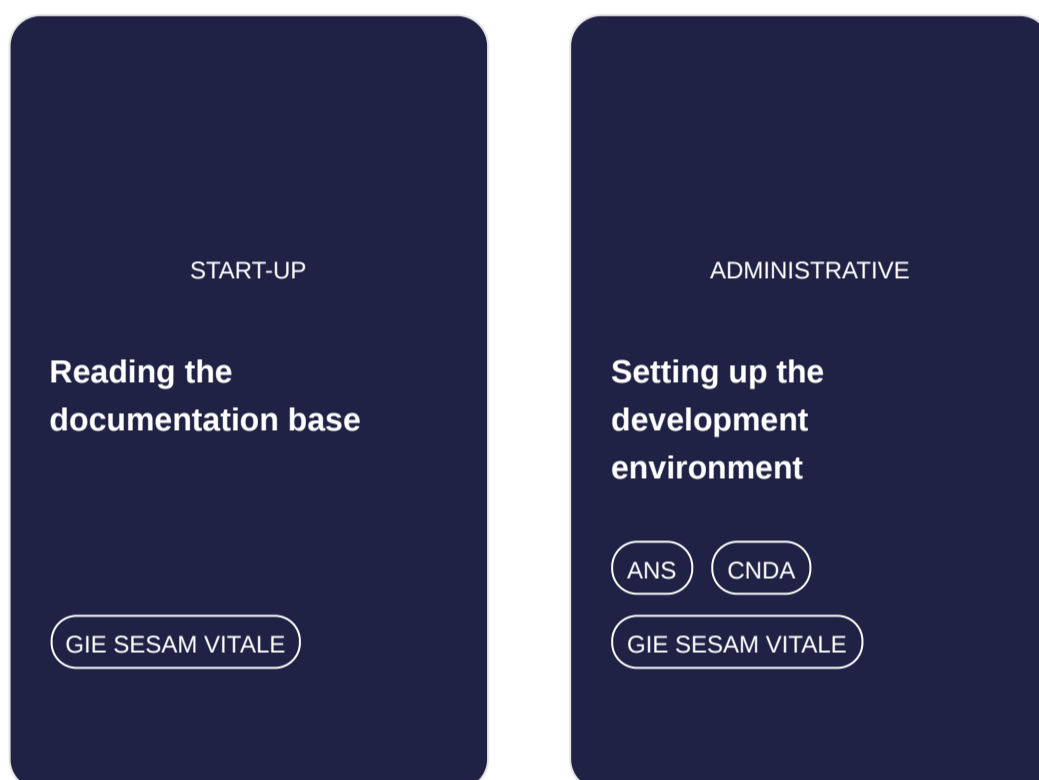 START-UP
Reading the
documentation base
GIE SESAM VITALE
ADMINISTRATIVE
Setting up the
development
environment
ANS
CNDA
GIE SESAM VITALE